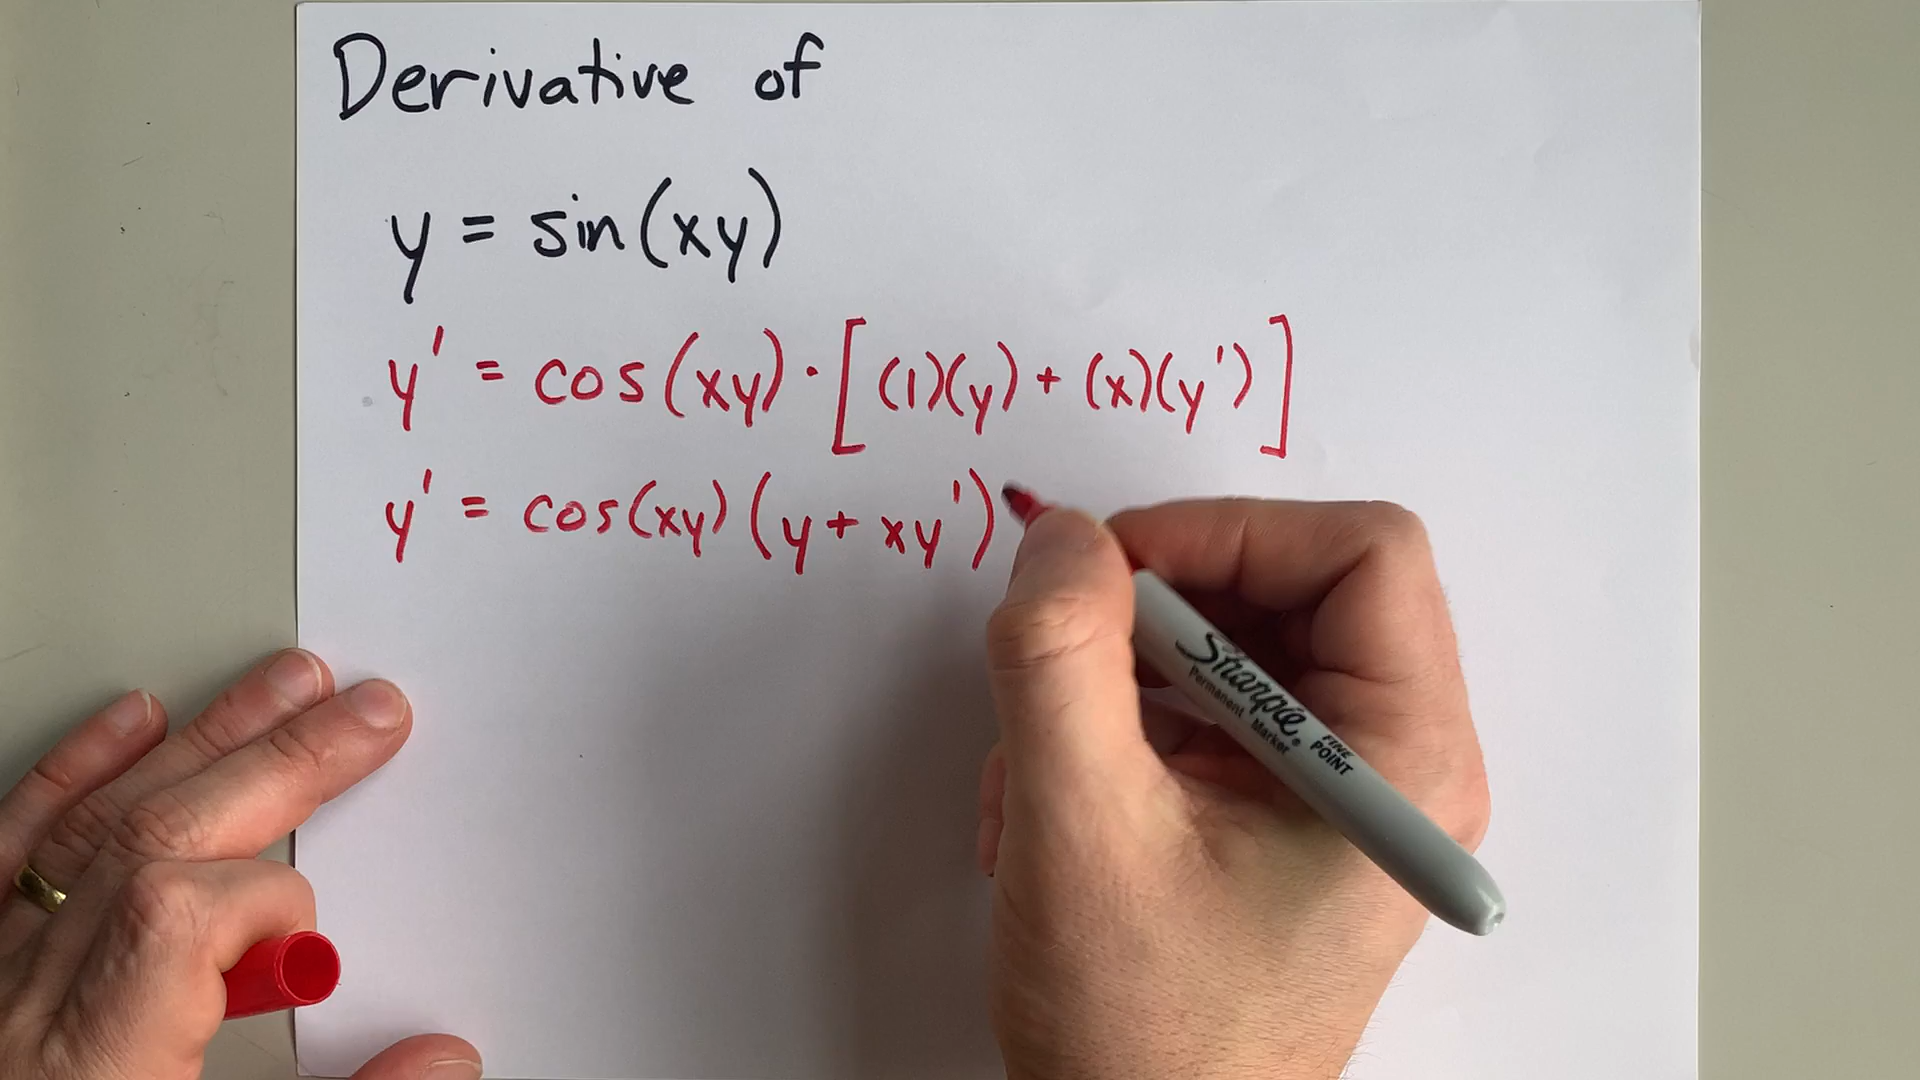 Derivative of
y = sin(xy)
y' = cos(xy) · [(1)(y) + (x)(y')]
y' = cos(xy) (y + xy')
Sharpie.
Permanent Marker
FINE
POINT